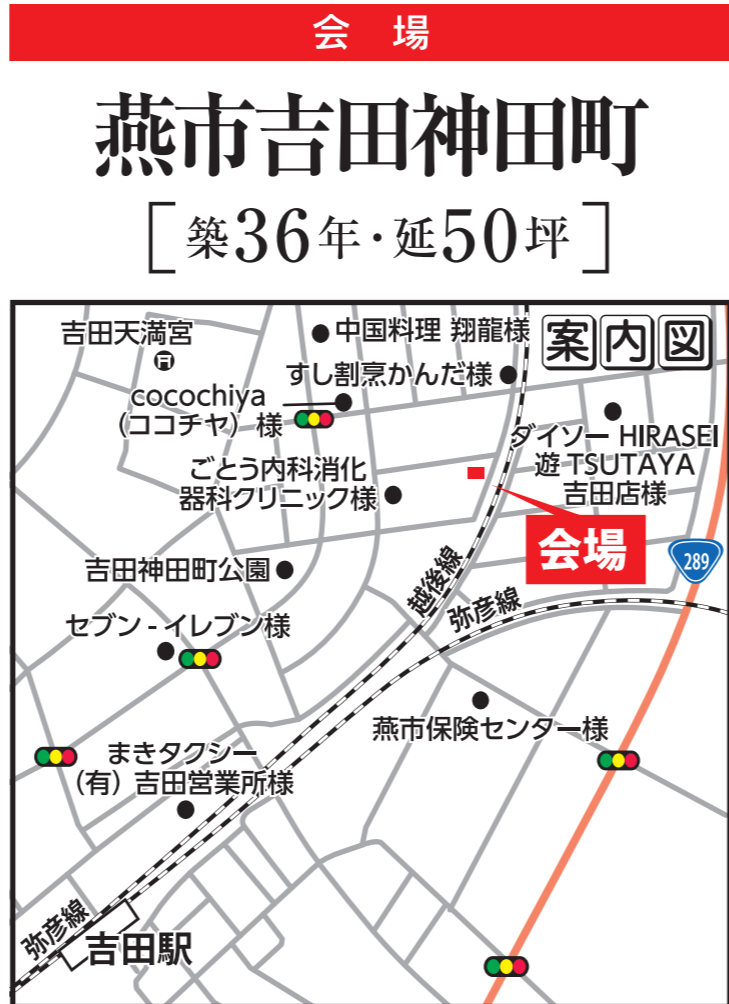 会 場
燕市吉田神田町
[築36年・延50坪]
案内図
吉田天満宮
中国料理 翔龍様
すし割烹かんだ様
cocochiya
（ココチヤ）様
ダイソー HIRASEI
遊 TSUTAYA
吉田店様
ごとう内科消化
器科クリニック様
会場
289
吉田神田町公園
越後線
弥彦線
セブン - イレブン様
燕市保険センター様
まきタクシー
（有）吉田営業所様
弥彦線
吉田駅